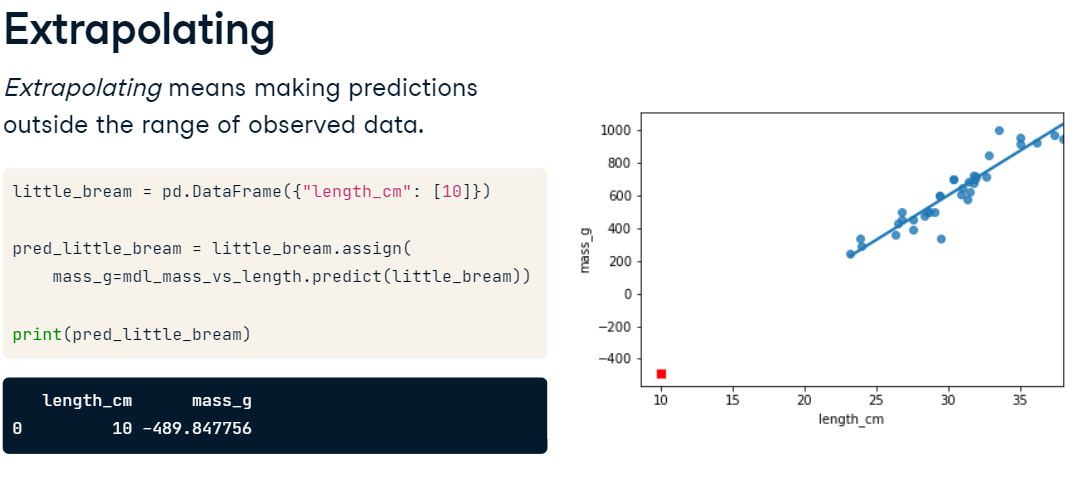 Extrapolating
Extrapolating means making predictions
outside the range of observed data.
little_bream = pd.DataFrame({"length_cm": [10]})
pred_little_bream = little_bream.assign(
    mass_g=mdl_mass_vs_length.predict(little_bream))
print(pred_little_bream)
   length_cm      mass_g
0         10 -489.847756
1000
800
600
400
200
0
−200
−400
mass_g
10 15 20 25 30 35
length_cm